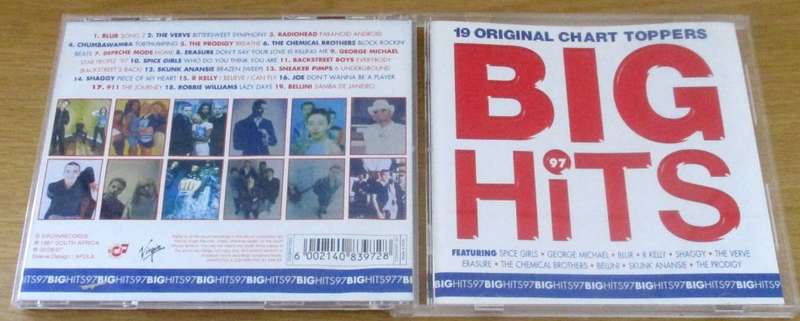 1. BLUR SONG 2 2. THE VERVE BITTERSWEET SYMPHONY 3. RADIOHEAD PARANOID ANDROID
4. CHUMBAWAMBA TUBTHUMPING 5. THE PRODIGY BREATHE 6. THE CHEMICAL BROTHERS BLOCK ROCKIN'
BEATS 7. DEPECHE MODE HOME 8. ERASURE DON'T SAY YOUR LOVE IS KILLING ME 9. GEORGE MICHAEL
STAR PEOPLE '97 10. SPICE GIRLS WHO DO YOU THINK YOU ARE 11. BACKSTREET BOYS EVERYBODY
(BACKSTREET'S BACK) 12. SKUNK ANANSIE BRAZEN (WEEP) 13. SNEAKER PIMPS 6 UNDERGROUND
14. SHAGGY PIECE OF MY HEART 15. R KELLY I BELIEVE I CAN FLY 16. JOE DON'T WANNA BE A PLAYER
17. 911 THE JOURNEY 18. ROBBIE WILLIAMS LAZY DAYS 19. BELLINI SAMBA DE JANEIRO
1997 SOUTH AFRICA
Sleeve Design : APOLA
Virgin
6 002140 839728
BIGHITS97BIGHITS97BIGHITS97BIGHITS977BIGHITS97
19 ORIGINAL CHART TOPPERS
BIG
97
HiTS
FEATURING SPICE GIRLS • GEORGE MICHAEL • BLUR • R KELLY • SHAGGY • THE VERVE
ERASURE • THE CHEMICAL BROTHERS • BELLINI • SKUNK ANANSIE • THE PRODIGY
BIGHITS97BIGHITS97BIGHITS97BIGHITS97BIGHITS97